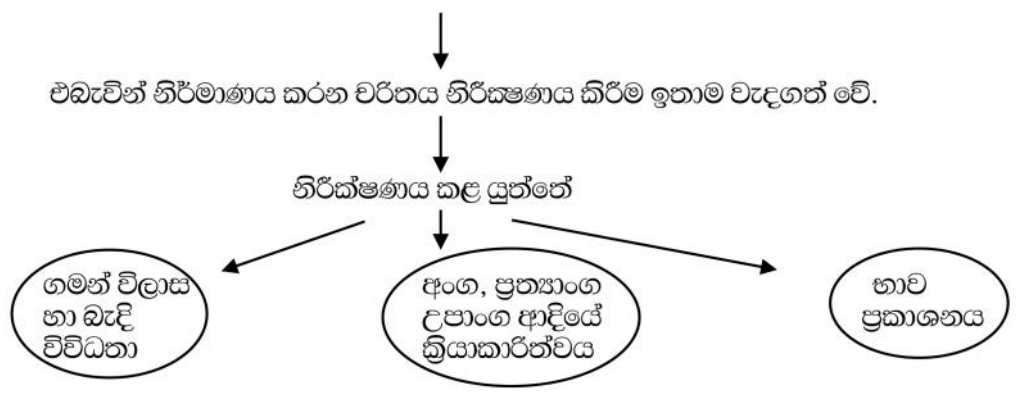 එබැවින් නිර්මාණය කරන චරිතය නිරීක්ෂණය කිරීම ඉතාම වැදගත් වේ.
නිරීක්ෂණය කළ යුත්තේ
ගමන් විලාස
හා බැදි
විවිධතා
අංග, ප්‍රත්‍යාංග
උපාංග ආදියේ
ක්‍රියාකාරිත්වය
භාව
ප්‍රකාශනය